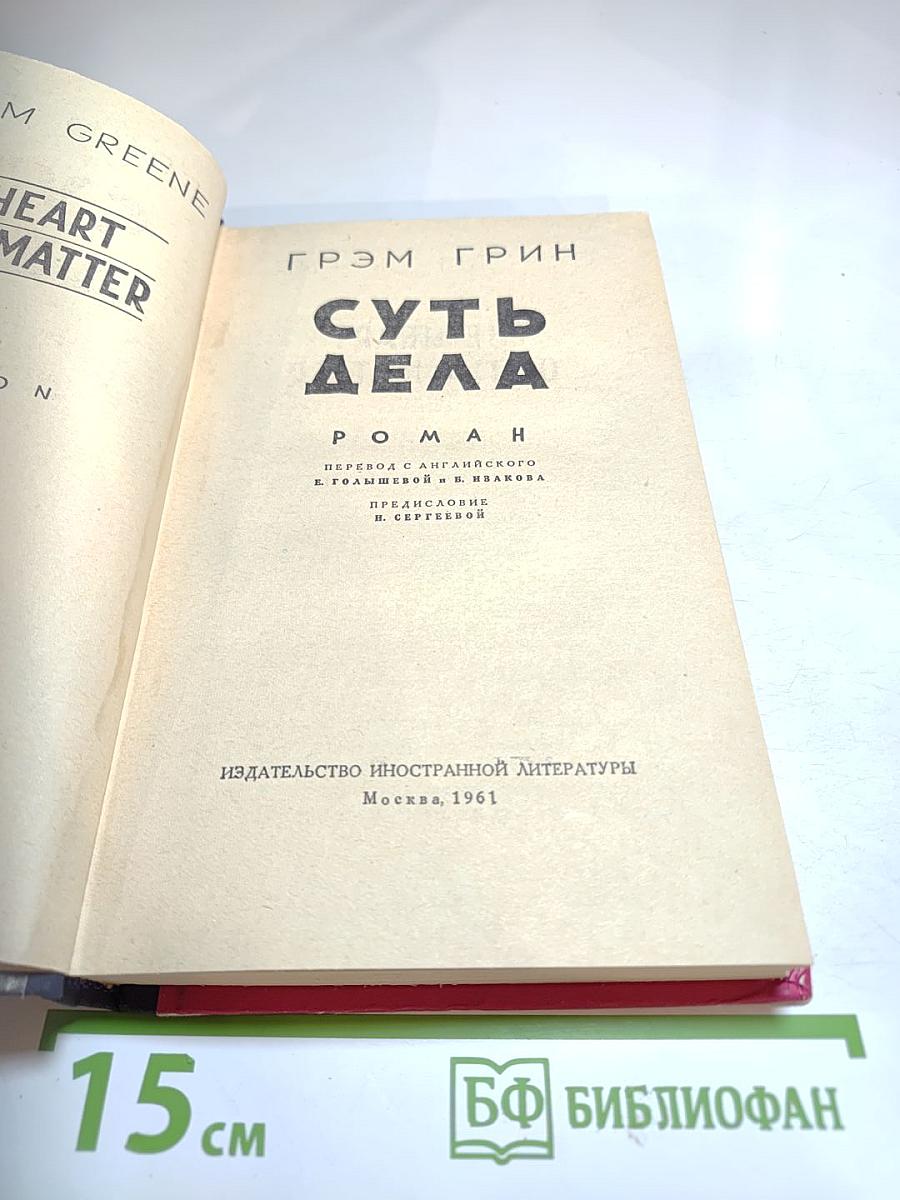 M GREENE
HEART
MATTER
ON
ГРЭМ ГРИН
СУТЬ
ДЕЛА
РОМАН
ПЕРЕВОД С АНГЛИЙСКОГО
Е. ГОЛЫШЕВОЙ и Б. ИЗАКОВА
ПРЕДИСЛОВИЕ
И. СЕРГЕЕВОЙ
ИЗДАТЕЛЬСТВО ИНОСТРАННОЙ ЛИТЕРАТУРЫ
Москва, 1961
15 см
БФ БИБЛИОФАН